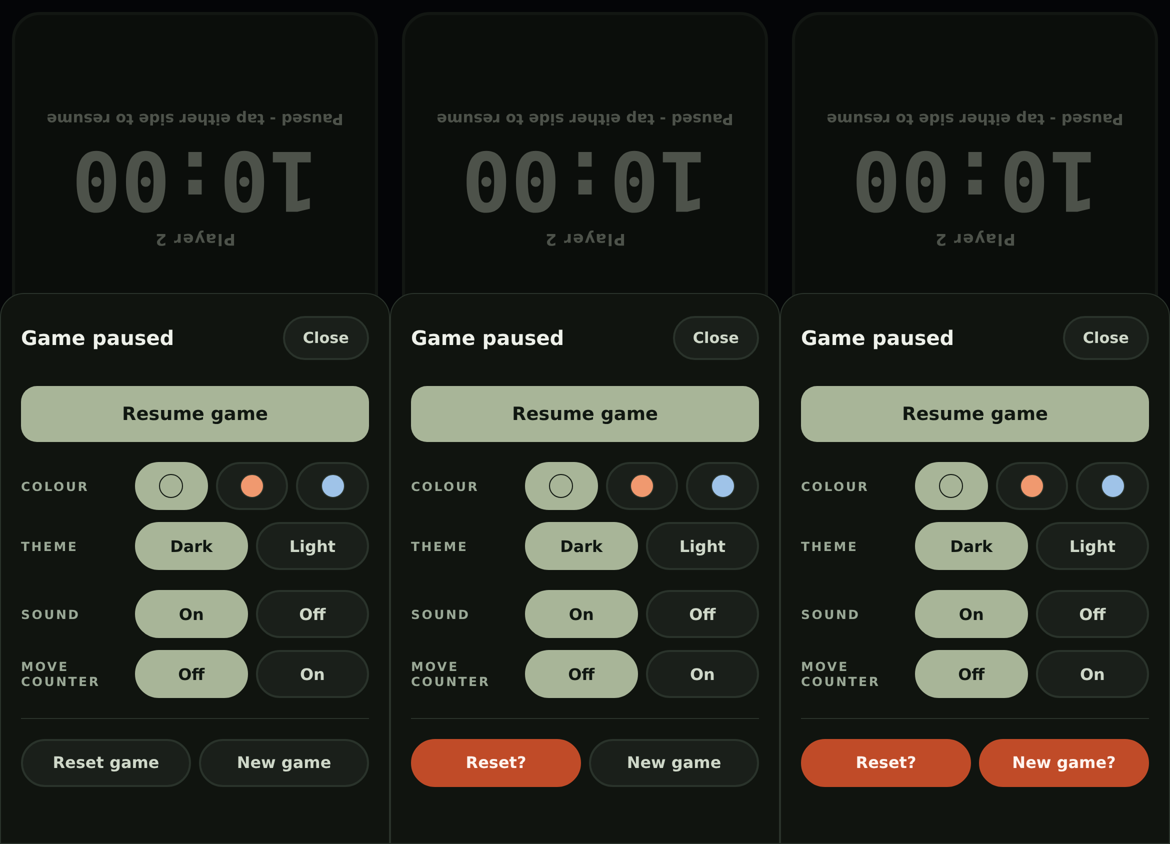 Paused - tap either side to resume
10:00
Player 2
Game paused
Close
Resume game
COLOUR
THEME
Dark
Light
SOUND
On
Off
MOVE
COUNTER
Off
On
Reset game
New game
Paused - tap either side to resume
10:00
Player 2
Game paused
Close
Resume game
COLOUR
THEME
Dark
Light
SOUND
On
Off
MOVE
COUNTER
Off
On
Reset?
New game
Paused - tap either side to resume
10:00
Player 2
Game paused
Close
Resume game
COLOUR
THEME
Dark
Light
SOUND
On
Off
MOVE
COUNTER
Off
On
Reset?
New game?